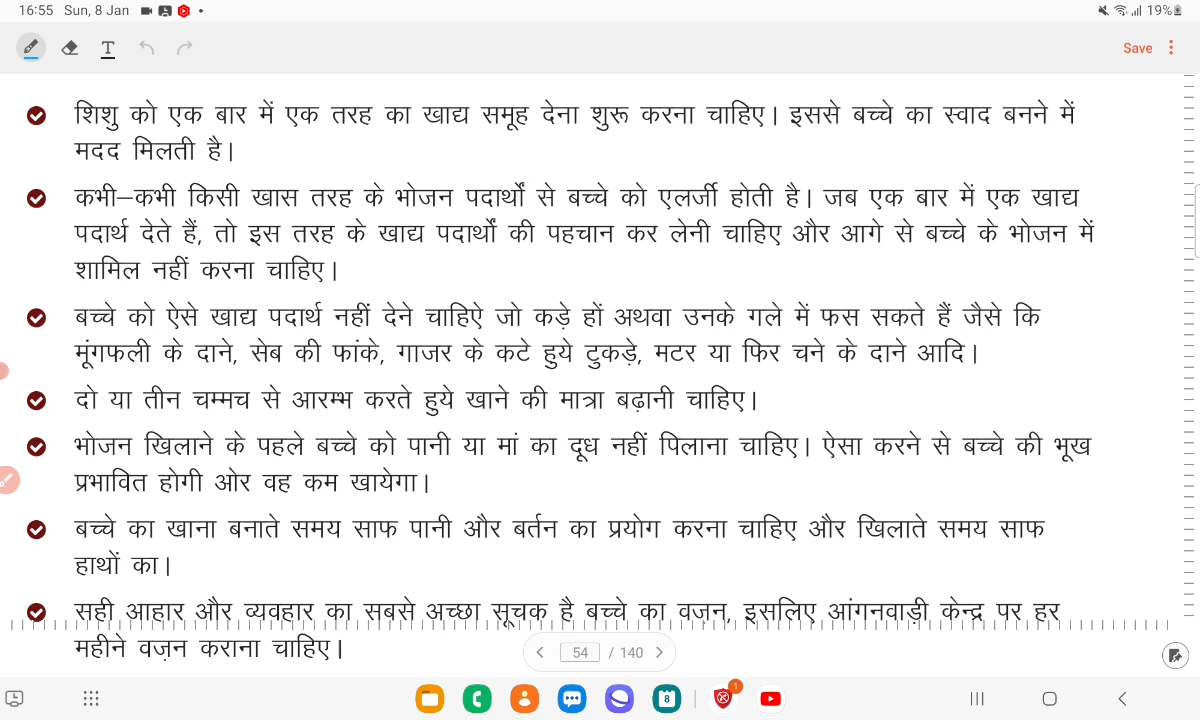 16:55 Sun, 8 Jan 19%
T Save
शिशु को एक बार में एक तरह का खाद्य समूह देना शुरू करना चाहिए। इससे बच्चे का स्वाद बनने में
मदद मिलती है।
कभी–कभी किसी खास तरह के भोजन पदार्थों से बच्चे को एलर्जी होती है। जब एक बार में एक खाद्य
पदार्थ देते हैं, तो इस तरह के खाद्य पदार्थों की पहचान कर लेनी चाहिए और आगे से बच्चे के भोजन में
शामिल नहीं करना चाहिए।
बच्चे को ऐसे खाद्य पदार्थ नहीं देने चाहिऐ जो कड़े हों अथवा उनके गले में फस सकते हैं जैसे कि
मूंगफली के दाने, सेब की फांके, गाजर के कटे हुये टुकड़े, मटर या फिर चने के दाने आदि।
दो या तीन चम्मच से आरम्भ करते हुये खाने की मात्रा बढ़ानी चाहिए।
भोजन खिलाने के पहले बच्चे को पानी या मां का दूध नहीं पिलाना चाहिए। ऐसा करने से बच्चे की भूख
प्रभावित होगी ओर वह कम खायेगा।
बच्चे का खाना बनाते समय साफ पानी और बर्तन का प्रयोग करना चाहिए और खिलाते समय साफ
हाथों का।
सही आहार और व्यवहार का सबसे अच्छा सूचक है बच्चे का वज़न, इसलिए आंगनवाड़ी केन्द्र पर हर
महीने वज़न कराना चाहिए।
54 / 140
8 1